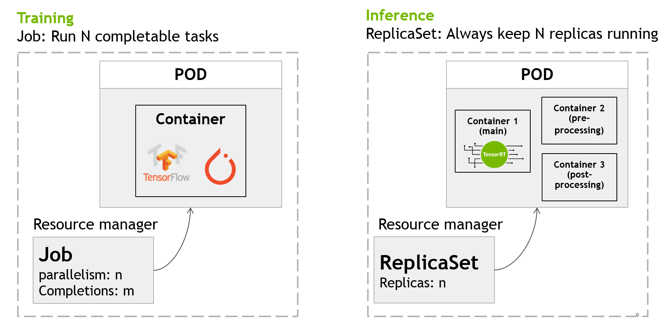 Training
Job: Run N completable tasks
POD
Container
TensorFlow
Resource manager
Job
parallelism: n
Completions: m
Inference
ReplicaSet: Always keep N replicas running
POD
Container 1
(main)
TensorRT
Container 2
(pre-
processing)
Container 3
(post-
processing)
Resource manager
ReplicaSet
Replicas: n
9